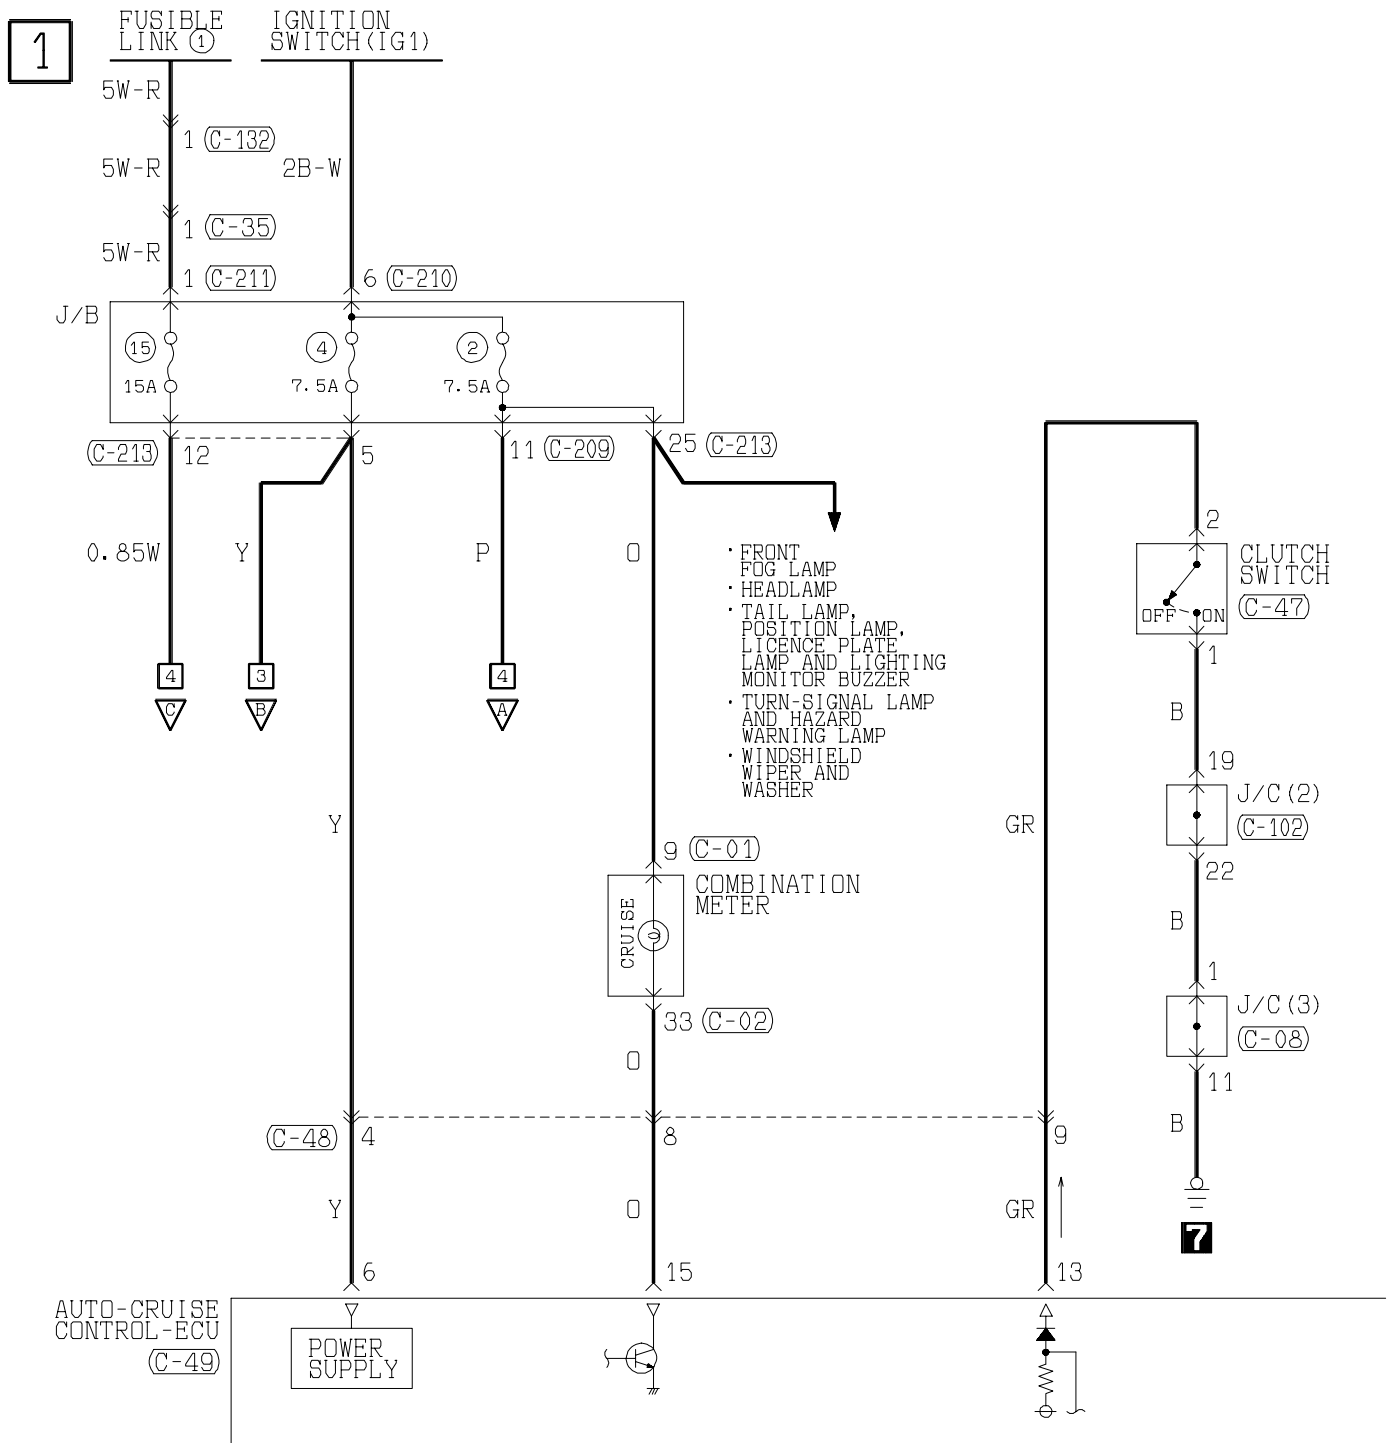 1
FUSIBLE
LINK ①
IGNITION
SWITCH(IG1)
5W-R
1 (C-132)
5W-R
2B-W
1 (C-35)
5W-R
1 (C-211)
6 (C-210)
J/B
15
4
2
15A
7.5A
7.5A
(C-213)
12
5
11 (C-209)
25 (C-213)
0.85W
Y
P
O
4
C
3
B
4
A
· FRONT
FOG LAMP
· HEADLAMP
· TAIL LAMP,
POSITION LAMP,
LICENCE PLATE
LAMP AND LIGHTING
MONITOR BUZZER
· TURN-SIGNAL LAMP
AND HAZARD
WARNING LAMP
· WINDSHIELD
WIPER AND
WASHER
2
CLUTCH
SWITCH
(C-47)
OFF
ON
1
B
19
J/C(2)
(C-102)
22
B
1
J/C(3)
(C-08)
11
B
7
Y
GR
9 (C-01)
COMBINATION
METER
CRUISE
33 (C-02)
O
(C-48)
4
8
9
Y
O
GR
6
15
13
AUTO-CRUISE
CONTROL-ECU
(C-49)
POWER
SUPPLY